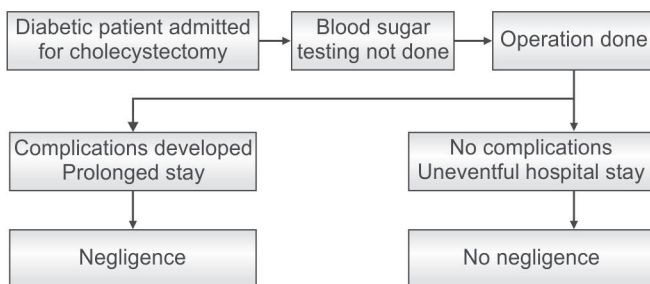 Diabetic patient admitted
for cholecystectomy
Blood sugar
testing not done
Operation done
Complications developed
Prolonged stay
No complications
Uneventful hospital stay
Negligence
No negligence